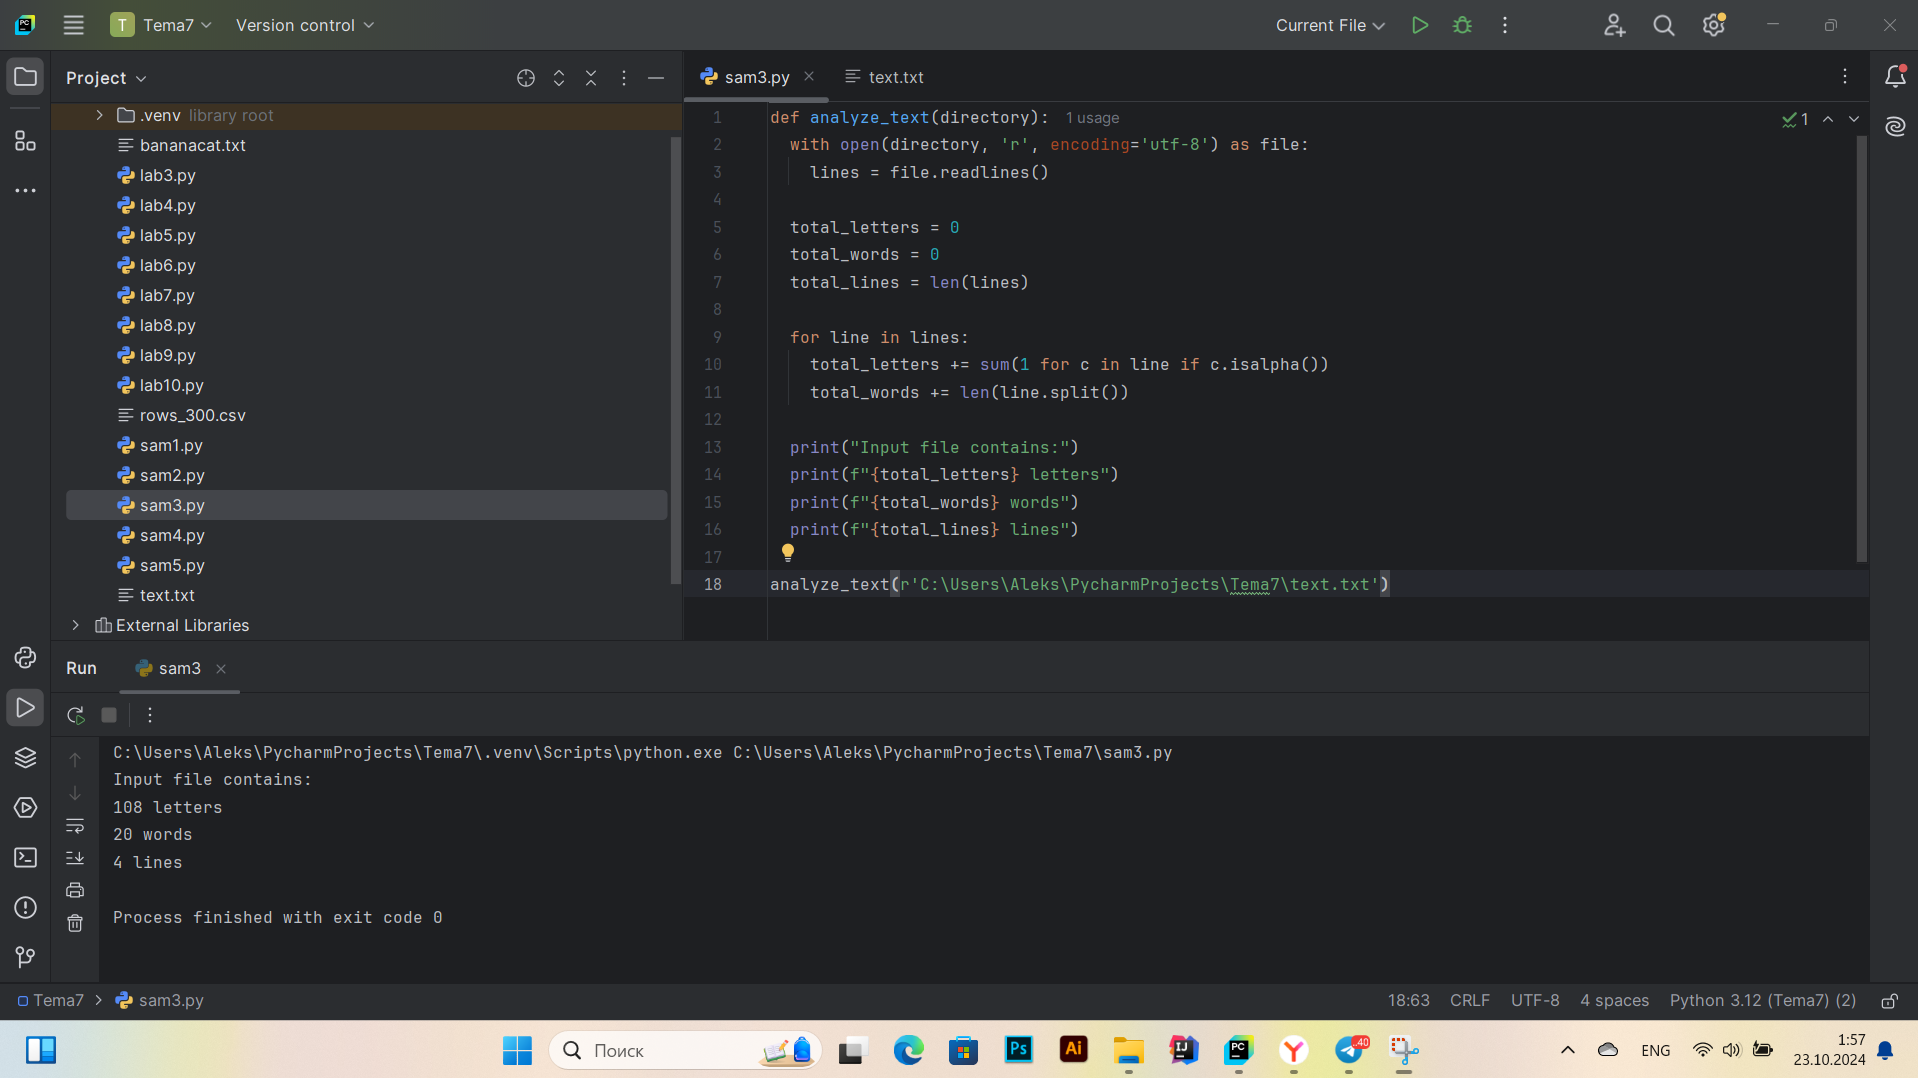 T Tema7 Version control Current File
Project
.venv library root
bananacat.txt
lab3.py
lab4.py
lab5.py
lab6.py
lab7.py
lab8.py
lab9.py
lab10.py
rows_300.csv
sam1.py
sam2.py
sam3.py
sam4.py
sam5.py
text.txt
External Libraries
sam3.py text.txt
1 def analyze_text(directory): 1 usage
2 with open(directory, 'r', encoding='utf-8') as file:
3 lines = file.readlines()
4
5 total_letters = 0
6 total_words = 0
7 total_lines = len(lines)
8
9 for line in lines:
10 total_letters += sum(1 for c in line if c.isalpha())
11 total_words += len(line.split())
12
13 print("Input file contains:")
14 print(f"{total_letters} letters")
15 print(f"{total_words} words")
16 print(f"{total_lines} lines")
17
18 analyze_text(r'C:\Users\Aleks\PycharmProjects\Tema7\text.txt')
1
Run sam3
C:\Users\Aleks\PycharmProjects\Tema7\.venv\Scripts\python.exe C:\Users\Aleks\PycharmProjects\Tema7\sam3.py
Input file contains:
108 letters
20 words
4 lines
Process finished with exit code 0
Tema7 > sam3.py 18:63 CRLF UTF-8 4 spaces Python 3.12 (Tema7) (2)
Поиск
Ps Ai IJ PC Y 40
ENG
1:57
23.10.2024